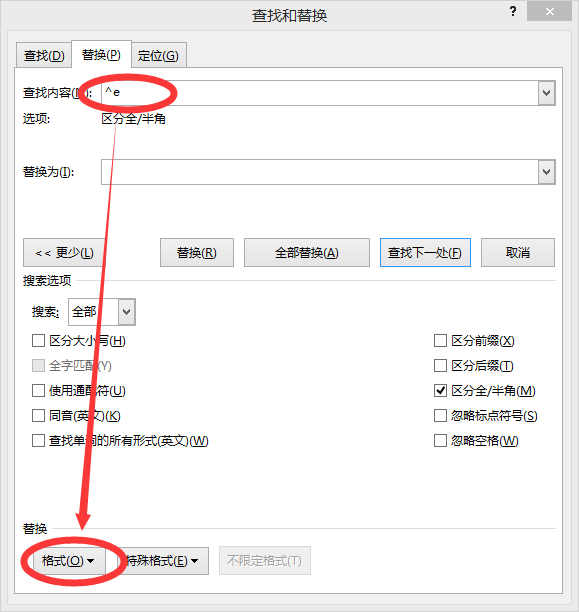 查找和替换 ?
查找(D) 替换(P) 定位(G)
查找内容(N): ^e
选项: 区分全/半角
替换为(I):
<< 更少(L) 替换(R) 全部替换(A) 查找下一处(F) 取消
搜索选项
搜索: 全部
区分大小写(H) 区分前缀(X)
全字匹配(Y) 区分后缀(T)
使用通配符(U) 区分全/半角(M)
同音(英文)(K) 忽略标点符号(S)
查找单词的所有形式(英文)(W) 忽略空格(W)
替换
格式(O) 特殊格式(E) 不限定格式(T)